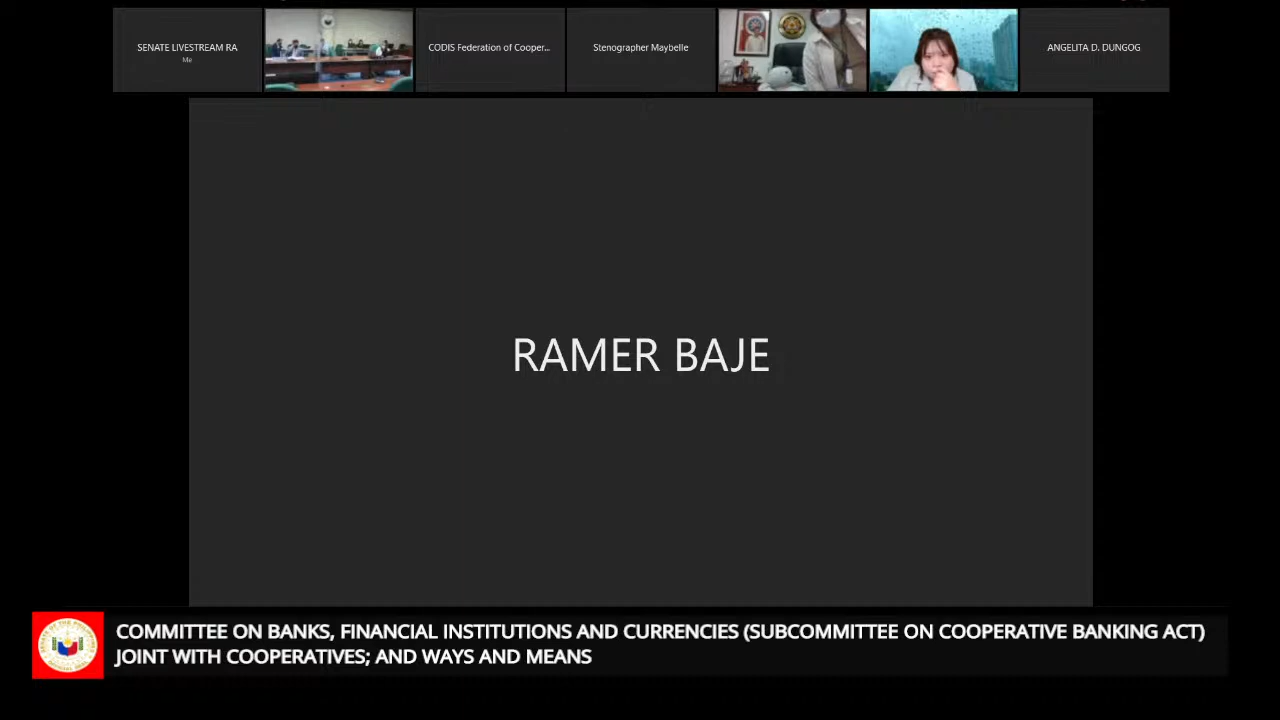 SENATE LIVESTREAM RA
Me
CODIS Federation of Cooper...
Stenographer Maybelle
ANGELITA D. DUNGOG
RAMER BAJE
COMMITTEE ON BANKS, FINANCIAL INSTITUTIONS AND CURRENCIES (SUBCOMMITTEE ON COOPERATIVE BANKING ACT)
JOINT WITH COOPERATIVES; AND WAYS AND MEANS